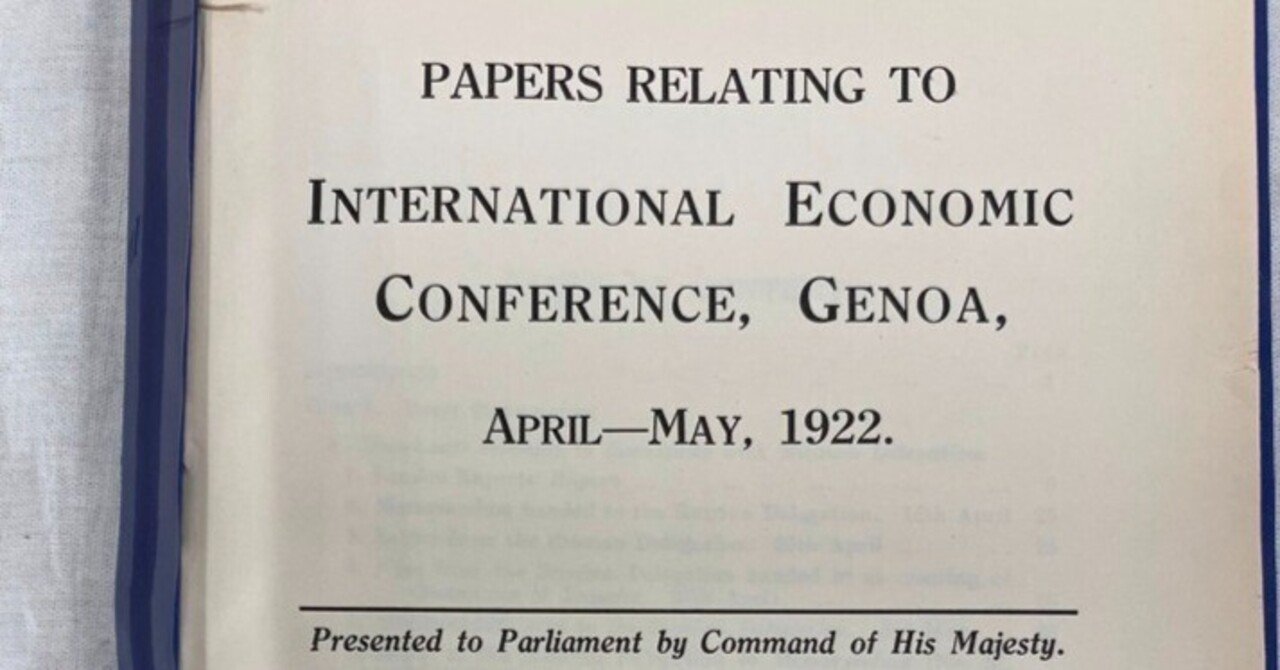 PAPERS RELATING TO
INTERNATIONAL ECONOMIC
CONFERENCE, GENOA,
APRIL—MAY, 1922.
Presented to Parliament by Command of His Majesty.